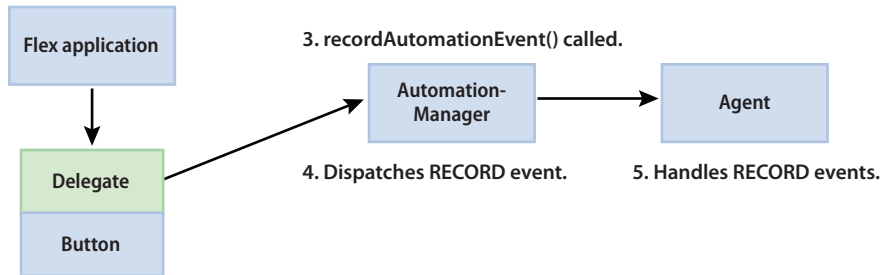 Flex application
3. recordAutomationEvent() called.
Automation-
Manager
Agent
4. Dispatches RECORD event.
5. Handles RECORD events.
Delegate
Button